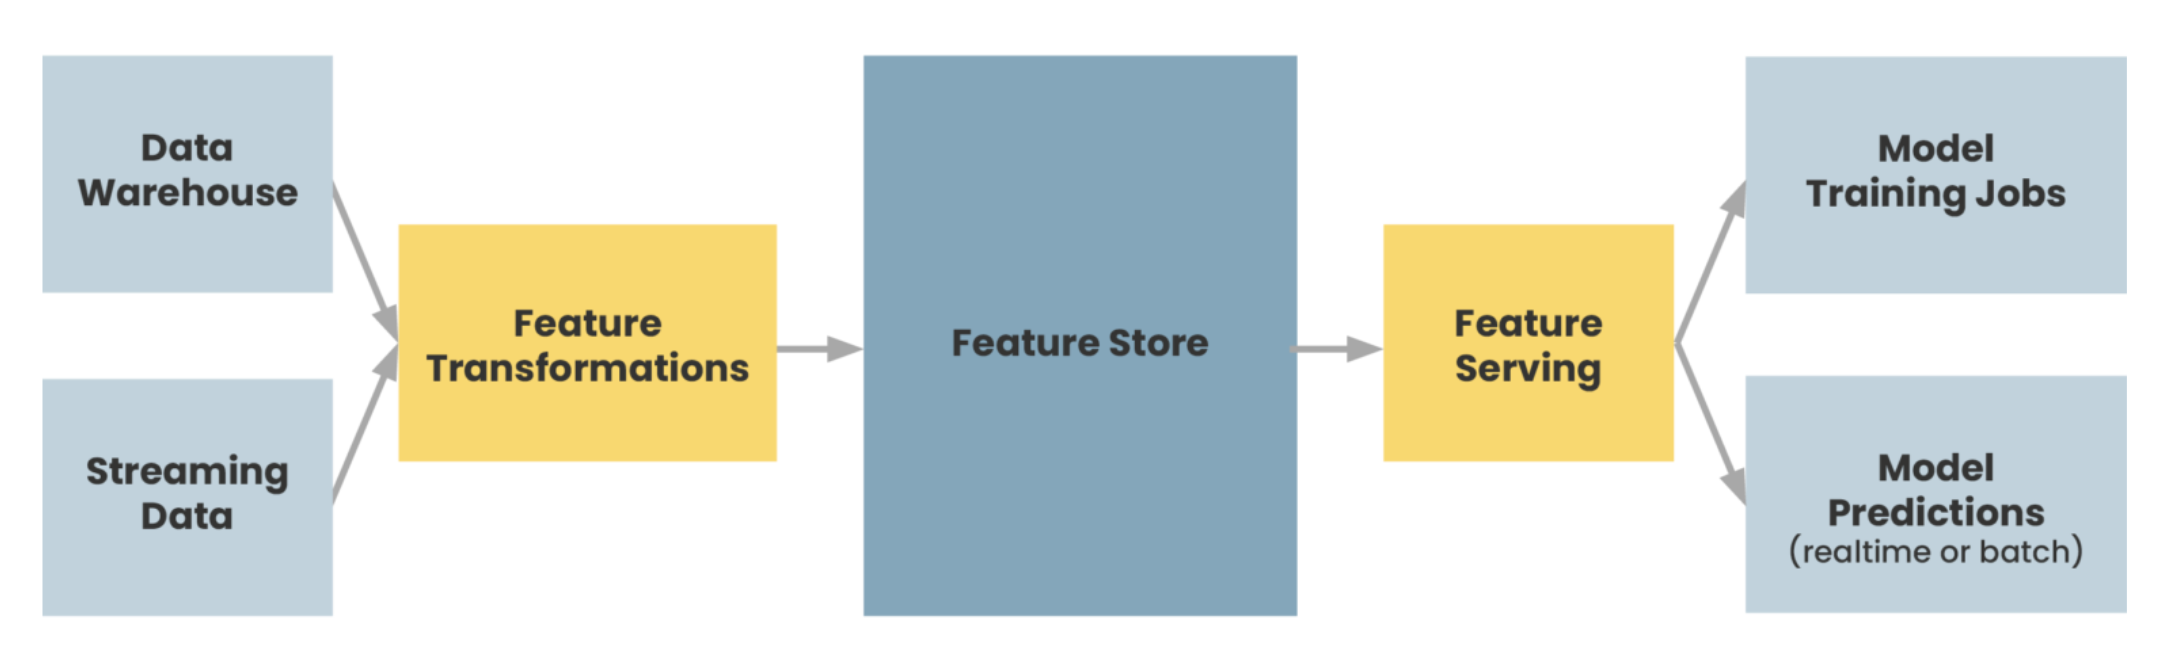 Data
Warehouse
Streaming
Data
Feature
Transformations
Feature Store
Feature
Serving
Model
Training Jobs
Model
Predictions
(realtime or batch)